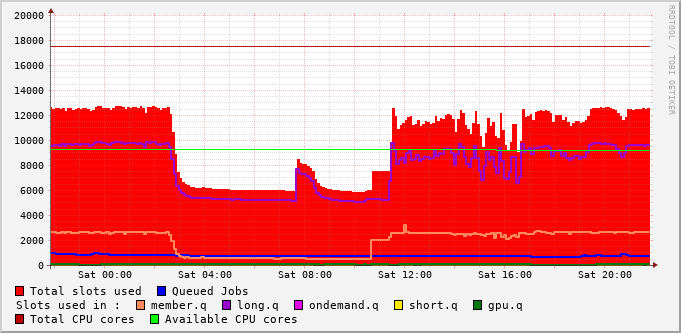 20000
18000
16000
14000
12000
10000
8000
6000
4000
2000
0
Sat 00:00 Sat 04:00 Sat 08:00 Sat 12:00 Sat 16:00 Sat 20:00
RRDTOOL / TOBI OETIKER
Total slots used Queued Jobs
Slots used in : member.q long.q ondemand.q short.q gpu.q
Total CPU cores Available CPU cores